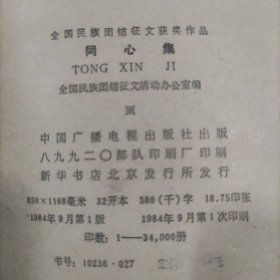 全国民族团结征文获奖作品
同心集
TONG XIN JI
全国民族团结征文活动办公室编
※
中国广播电视出版社出版
八九九二〇部队印刷厂印刷
新华书店北京发行所发行
850×1168毫米 32开本 380(千)字 18.75印张
1984年9月第1版 1984年9月第1次印刷
印数：1—34,000册
书号：10236·027